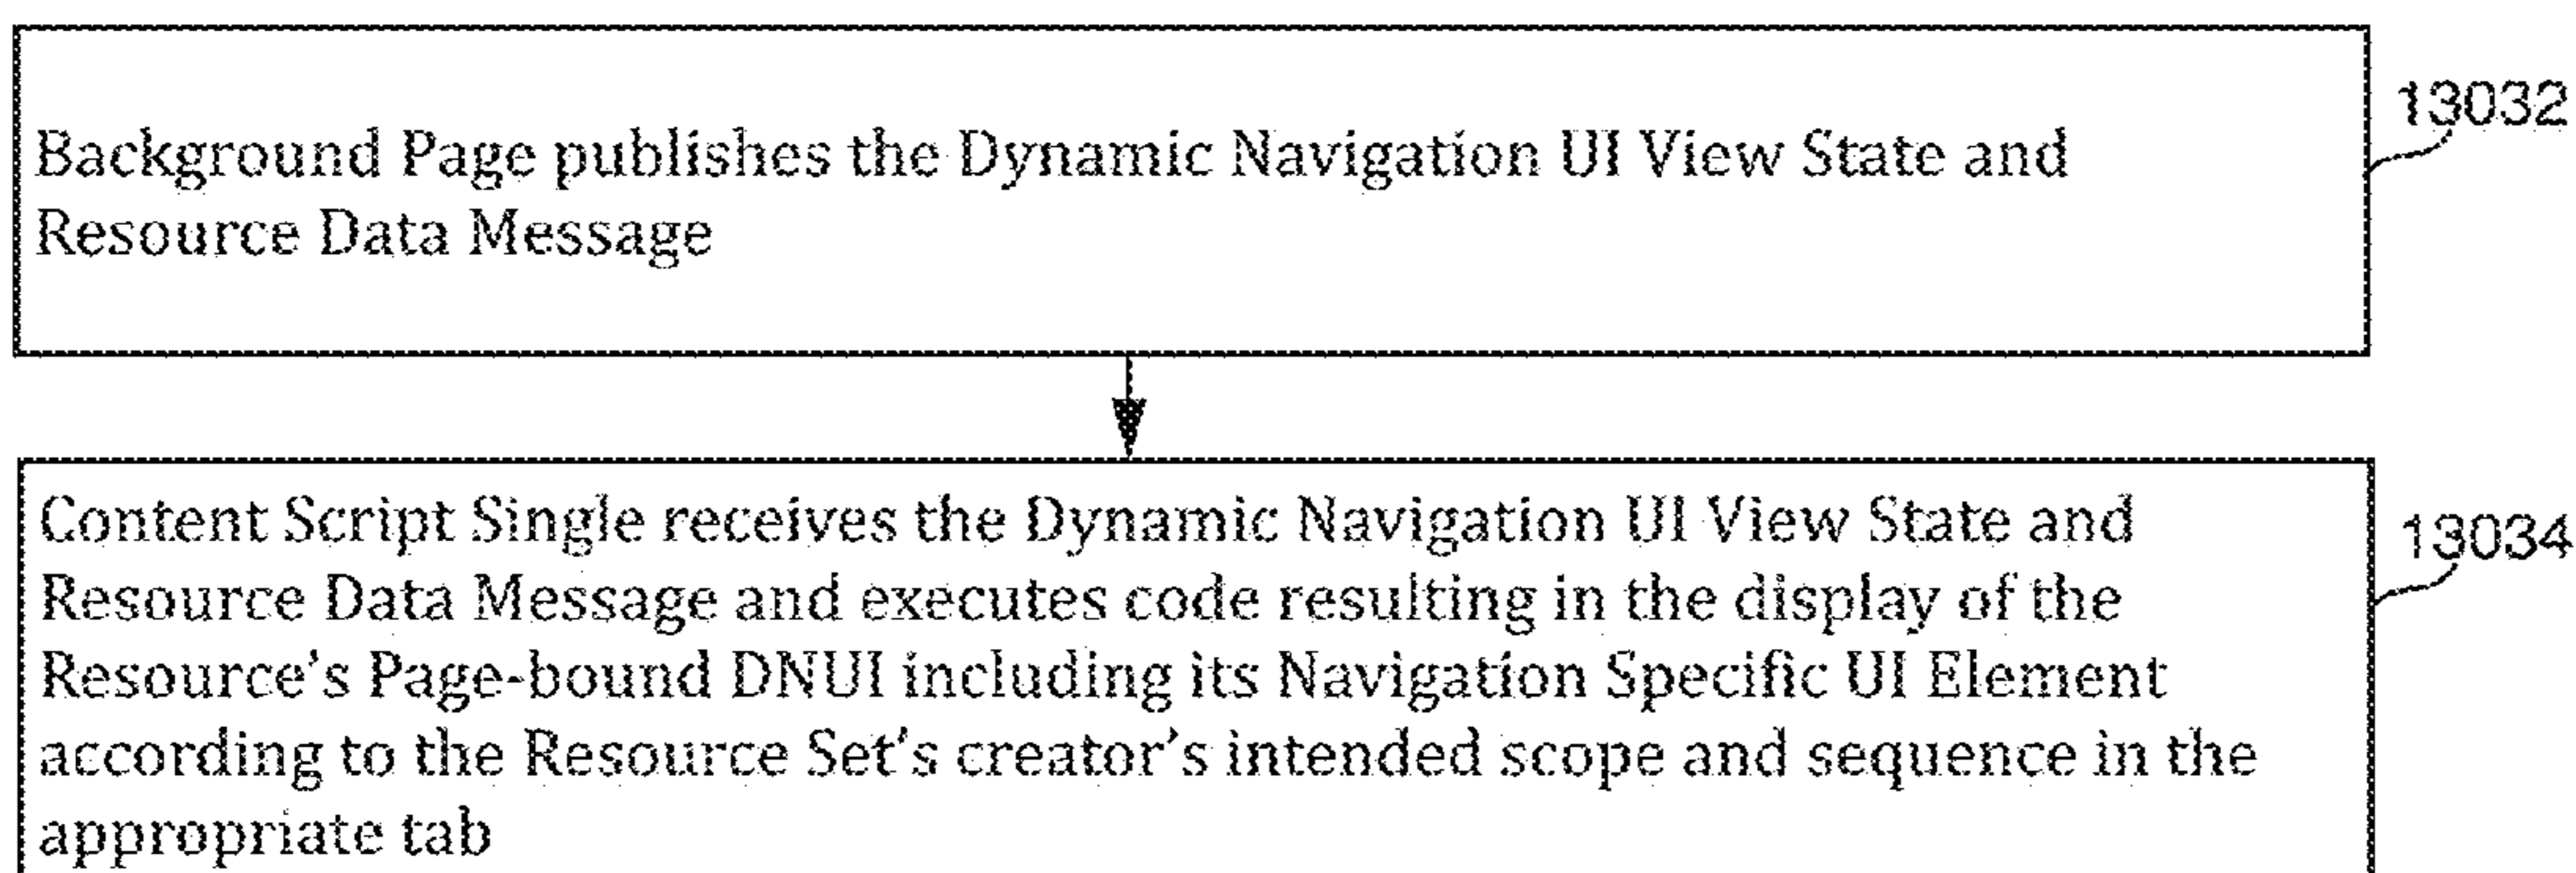 Background Page publishes the Dynamic Navigation UI View State and
Resource Data Message
13032
Content Script Single receives the Dynamic Navigation UI View State and
Resource Data Message and executes code resulting in the display of the
Resource's Page-bound DNUI including its Navigation Specific UI Element
according to the Resource Set's creator's intended scope and sequence in the
appropriate tab
13034